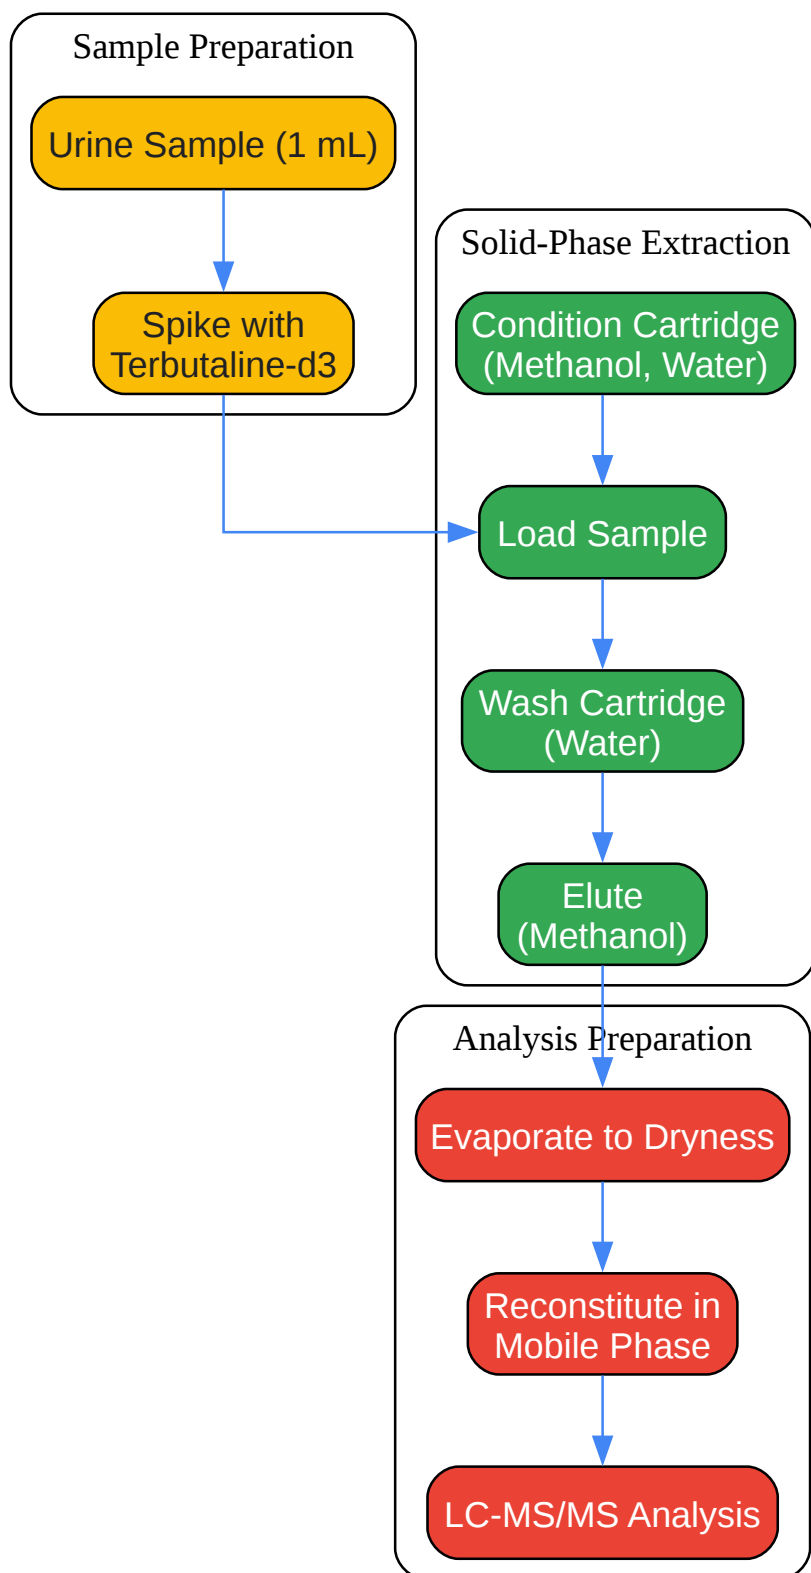 Sample Preparation
Urine Sample (1 mL)
Spike with
Terbutaline-d3
Solid-Phase Extraction
Condition Cartridge
(Methanol, Water)
Load Sample
Wash Cartridge
(Water)
Elute
(Methanol)
Analysis Preparation
Evaporate to Dryness
Reconstitute in
Mobile Phase
LC-MS/MS Analysis